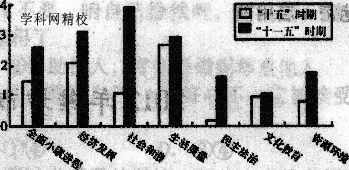 学科网精校
"十五"时期
"十一五"时期
4
3
2
1
0
全面小康进程
经济发展
社会和谐
生活质量
民主法治
文化教育
资源环境